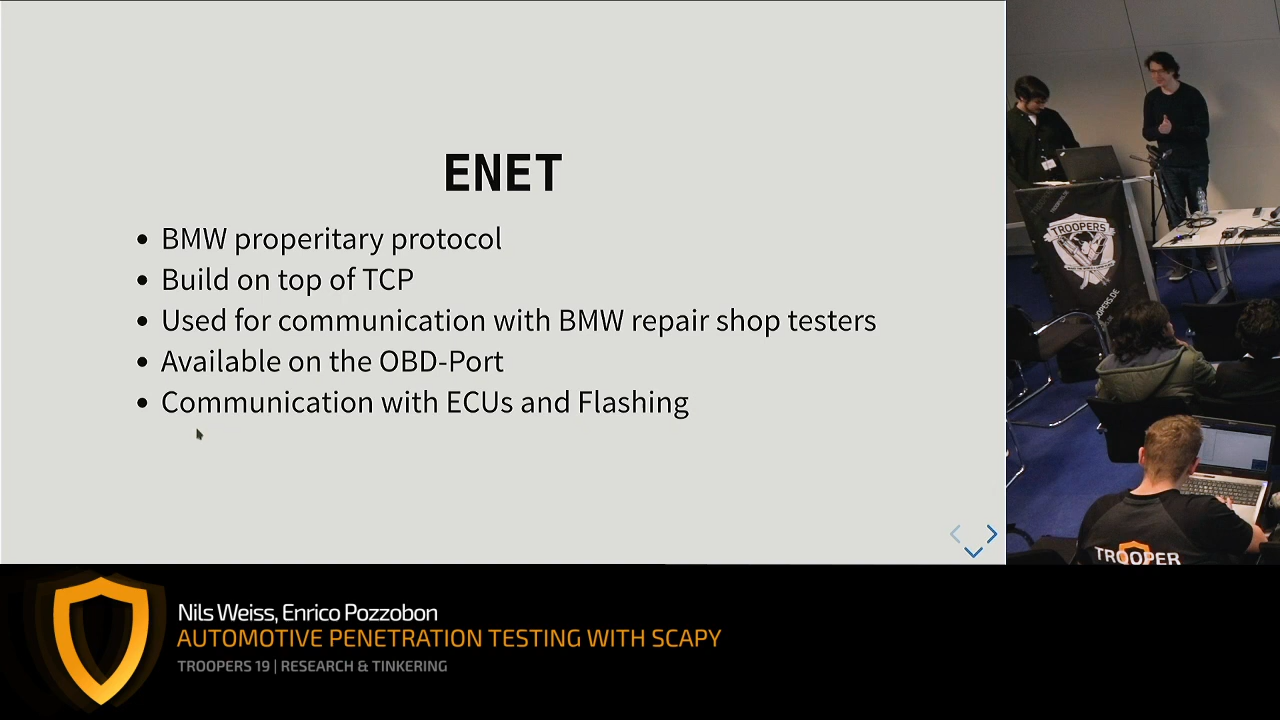 ENET
BMW properitary protocol
Build on top of TCP
Used for communication with BMW repair shop testers
Available on the OBD-Port
Communication with ECUs and Flashing
TROOPERS
TROOPER
Nils Weiss, Enrico Pozzobon
AUTOMOTIVE PENETRATION TESTING WITH SCAPY
TROOPERS 19 | RESEARCH & TINKERING